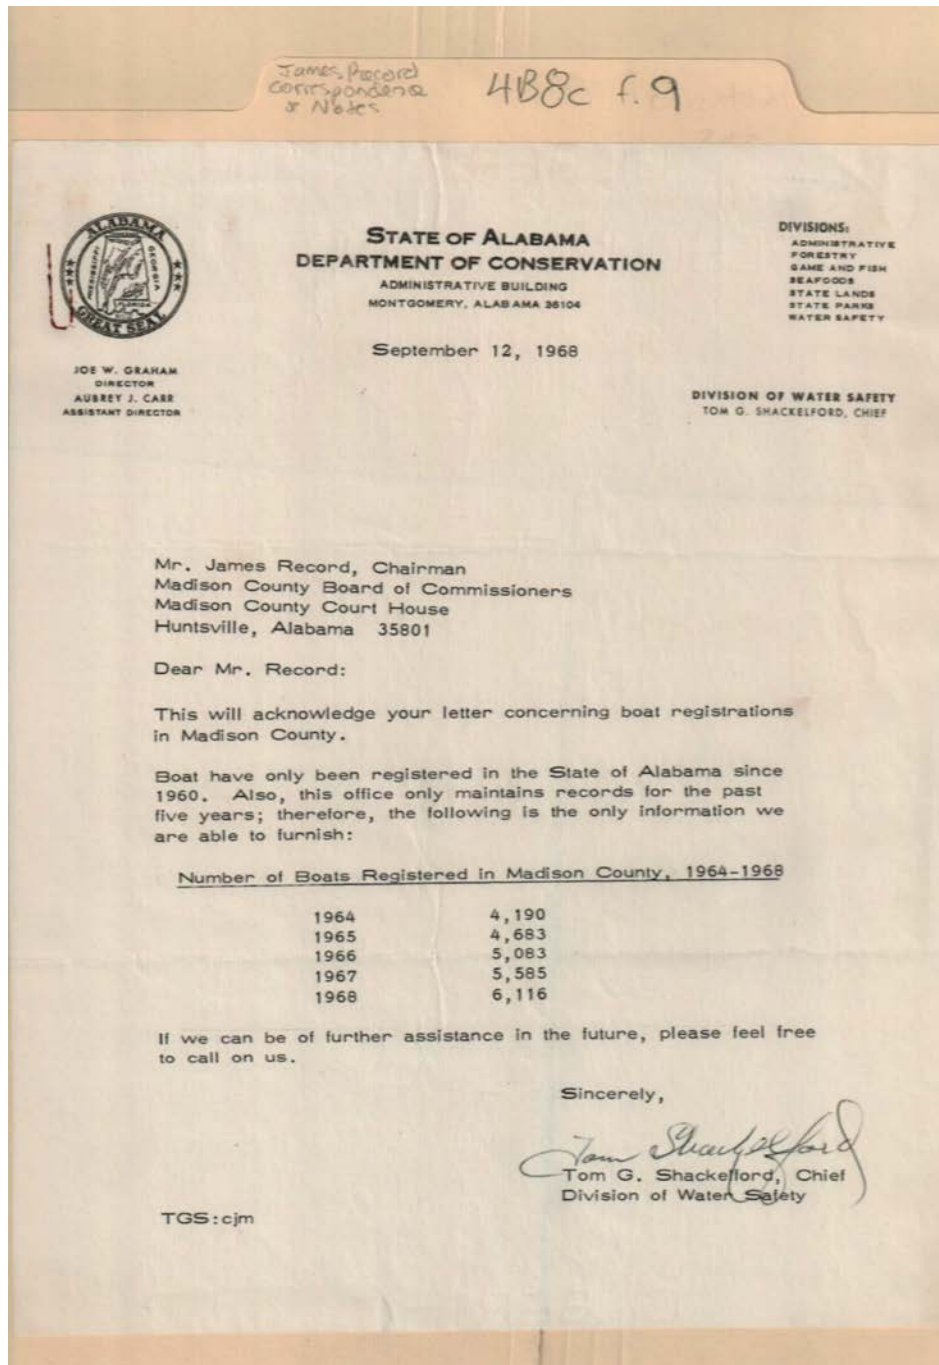 James Record
Correspondence
& Notes
4B8c f.9
ALABAMA
MISSISSIPPI
GEORGIA
FLORIDA
GREAT SEAL
STATE OF ALABAMA
DEPARTMENT OF CONSERVATION
ADMINISTRATIVE BUILDING
MONTGOMERY, ALABAMA 36104
DIVISIONS:
ADMINISTRATIVE
FORESTRY
GAME AND FISH
SEAFOODS
STATE LANDS
STATE PARKS
WATER SAFETY
September 12, 1968
JOE W. GRAHAM
DIRECTOR
AUBREY J. CARR
ASSISTANT DIRECTOR
DIVISION OF WATER SAFETY
TOM G. SHACKELFORD, CHIEF
Mr. James Record, Chairman
Madison County Board of Commissioners
Madison County Court House
Huntsville, Alabama 35801
Dear Mr. Record:
This will acknowledge your letter concerning boat registrations
in Madison County.
Boat have only been registered in the State of Alabama since
1960. Also, this office only maintains records for the past
five years; therefore, the following is the only information we
are able to furnish:
Number of Boats Registered in Madison County, 1964-1968
1964 4,190
1965 4,683
1966 5,083
1967 5,585
1968 6,116
If we can be of further assistance in the future, please feel free
to call on us.
Sincerely,
Tom Shackelford
Tom G. Shackelford, Chief
Division of Water Safety
TGS:cjm